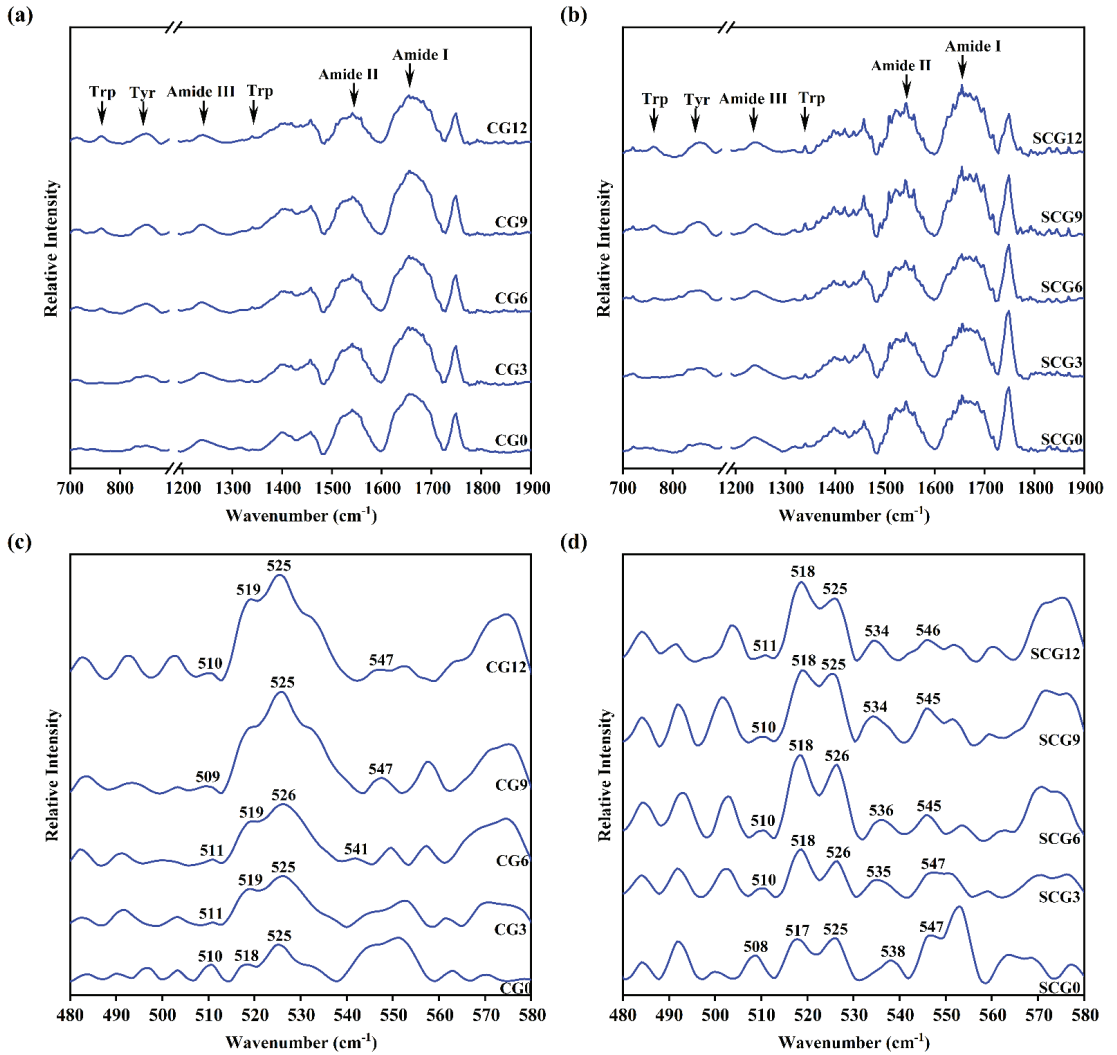 (a)
Trp
Tyr
Amide III
Trp
Amide II
Amide I
CG12
CG9
CG6
CG3
CG0
Relative Intensity
700 800 1200 1300 1400 1500 1600 1700 1800 1900
Wavenumber (cm⁻¹)
(b)
Trp
Tyr
Amide III
Trp
Amide II
Amide I
SCG12
SCG9
SCG6
SCG3
SCG0
Relative Intensity
700 800 1200 1300 1400 1500 1600 1700 1800 1900
Wavenumber (cm⁻¹)
(c)
510 519 525 547
CG12
509 525 547
CG9
511 519 526 541
CG6
511 519 525
CG3
510 518 525
CG0
Relative Intensity
480 490 500 510 520 530 540 550 560 570 580
Wavenumber (cm⁻¹)
(d)
511 518 525 534 546
SCG12
510 518 525 534 545
SCG9
510 518 526 536 545
SCG6
510 518 526 535 547
SCG3
508 517 525 538 547
SCG0
Relative Intensity
480 490 500 510 520 530 540 550 560 570 580
Wavenumber (cm⁻¹)